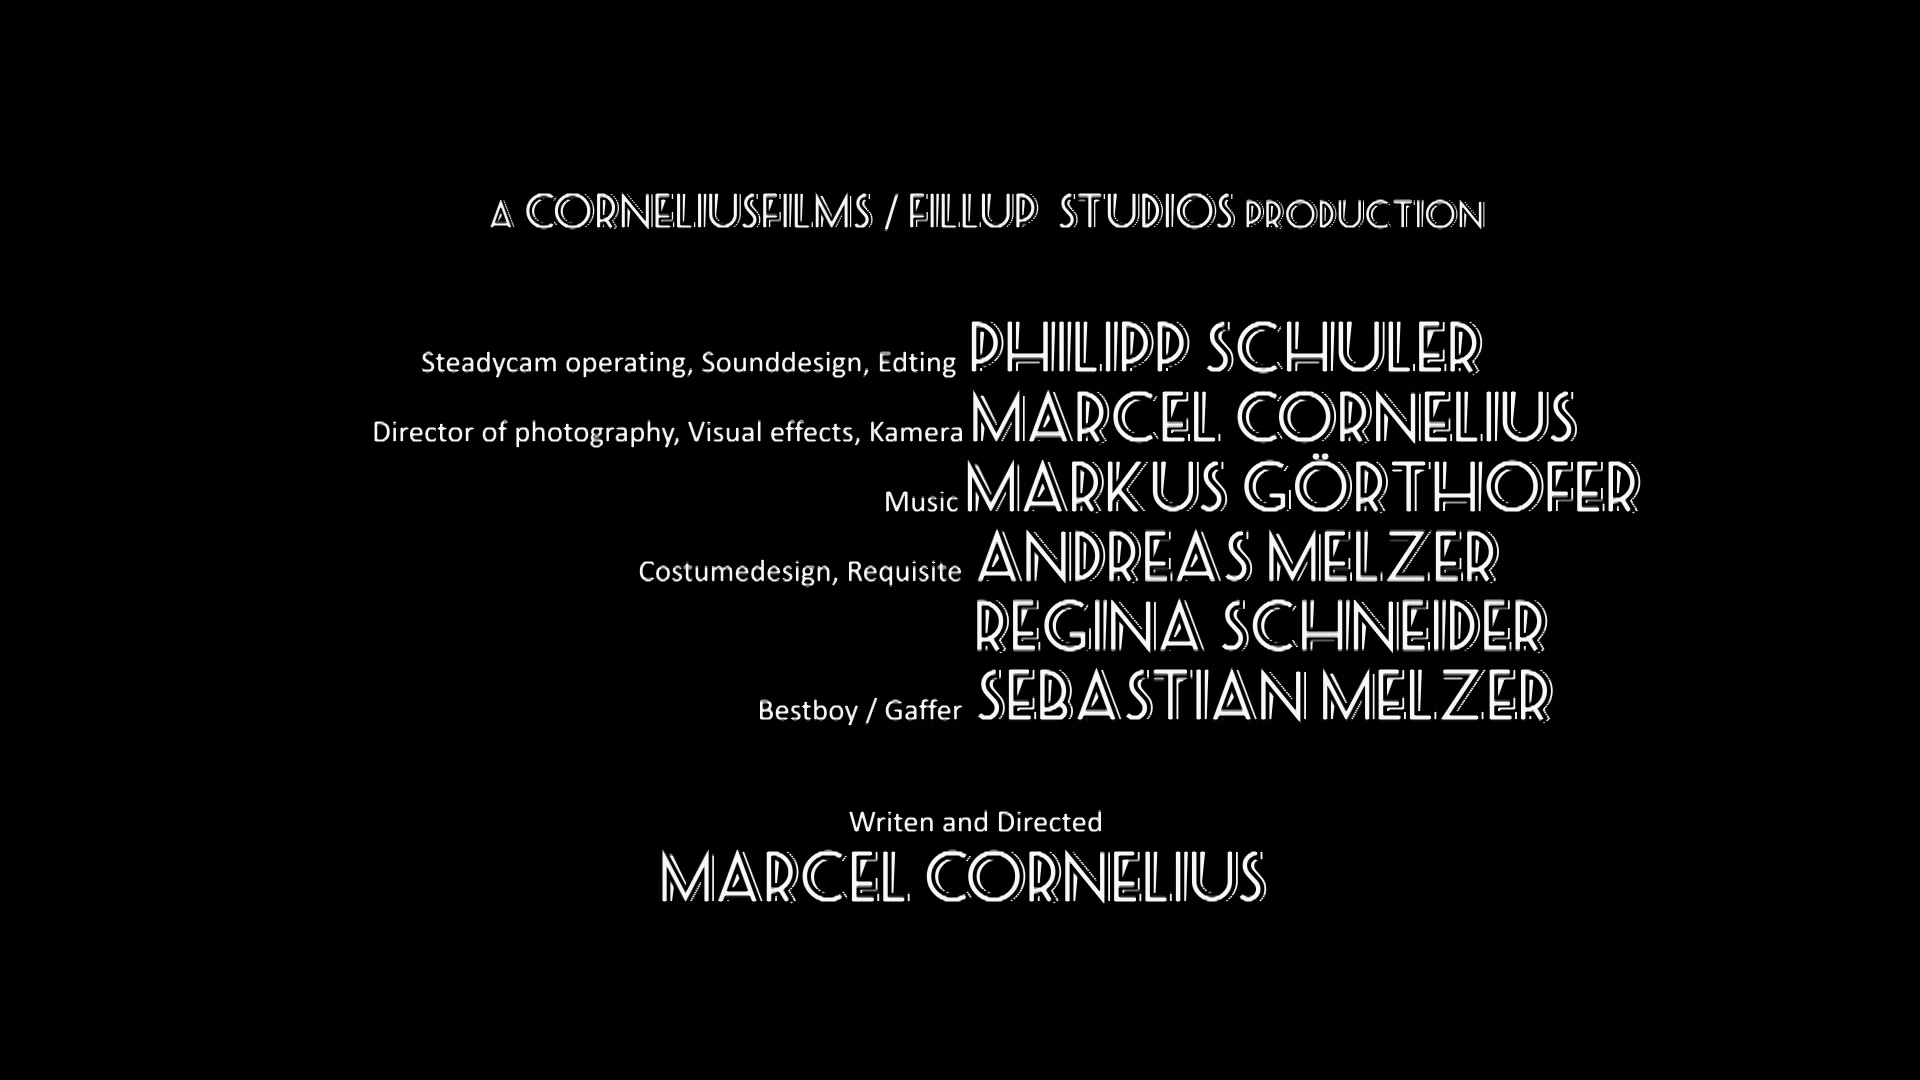 A CORNELIUSFILMS / FILLUP STUDIOS PRODUCTION
Steadycam operating, Sounddesign, Edting PHILIPP SCHULER
Director of photography, Visual effects, Kamera MARCEL CORNELIUS
Music MARKUS GÖRTHOFER
Costumedesign, Requisite ANDREAS MELZER
REGINA SCHNEIDER
Bestboy / Gaffer SEBASTIAN MELZER
Writen and Directed
MARCEL CORNELIUS